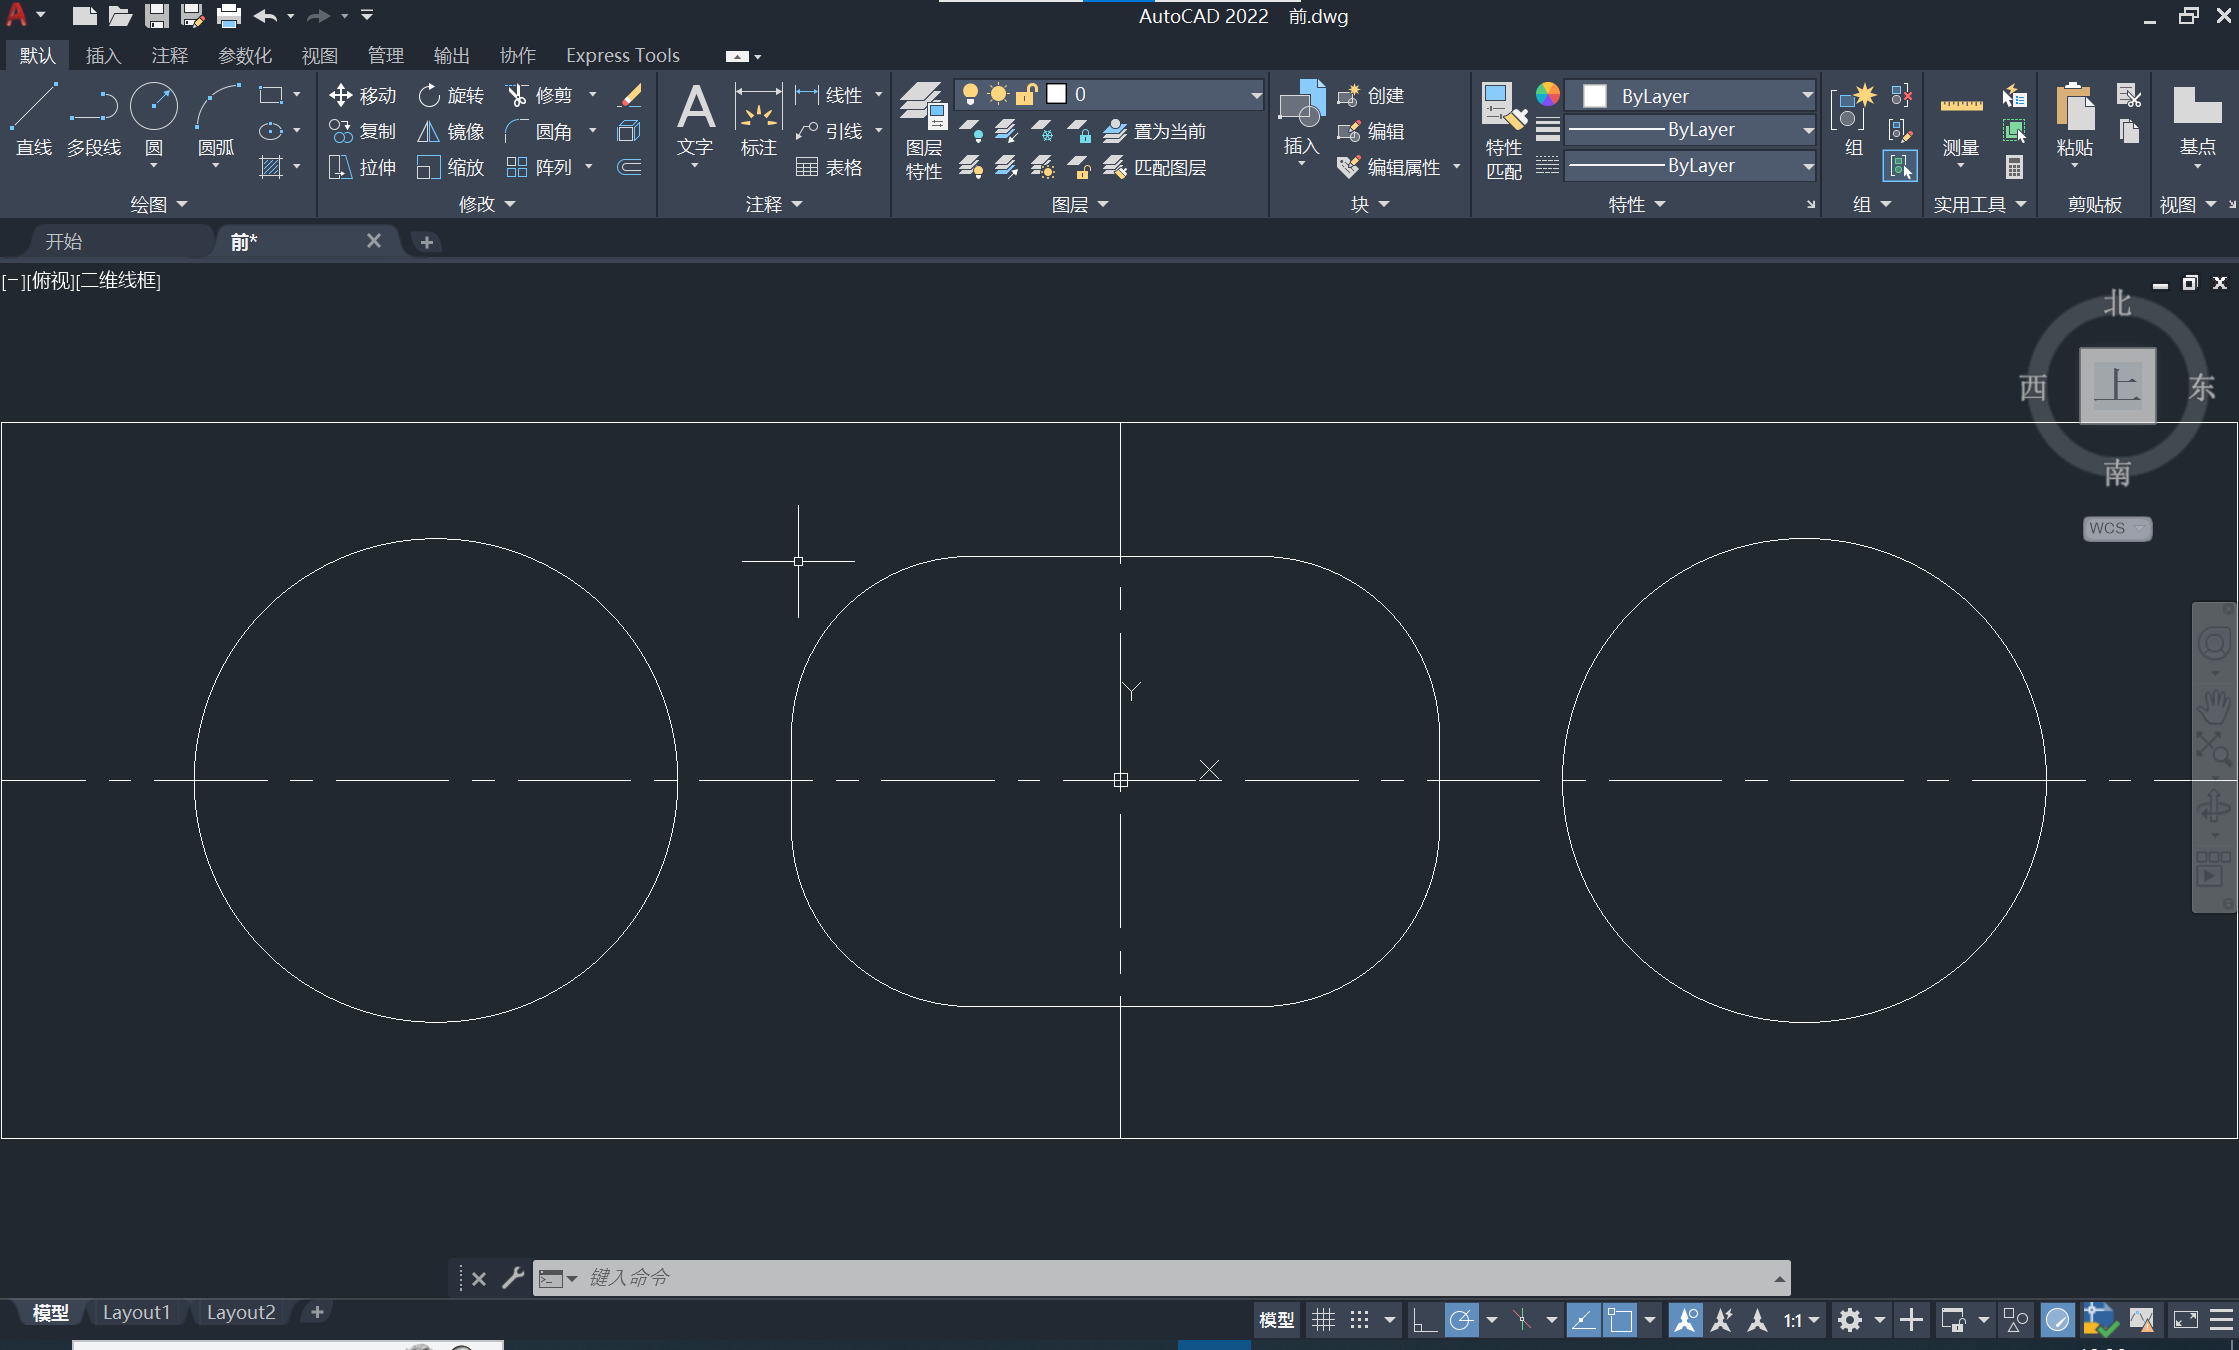 AutoCAD 2022 前.dwg
默认 插入 注释 参数化 视图 管理 输出 协作 Express Tools
直线 多段线 圆 圆弧
移动 旋转 修剪
复制 镜像 圆角
拉伸 缩放 阵列
文字 标注
线性
引线
表格
图层
特性
0
置为当前
匹配图层
插入
创建
编辑
编辑属性
特性
匹配
ByLayer
ByLayer
ByLayer
组
测量
粘贴
基点
绘图 修改 注释 图层 块 特性 组 实用工具 剪贴板 视图
开始 前*
[−][俯视][二维线框]
北
西 上 东
南
WCS
Y
X
键入命令
模型 Layout1 Layout2
模型 1:1